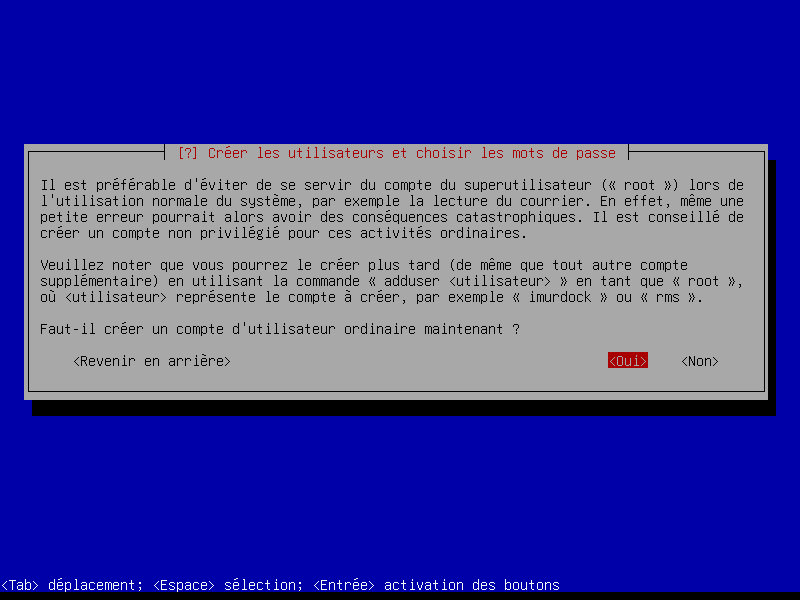 [?] Créer les utilisateurs et choisir les mots de passe
Il est préférable d'éviter de se servir du compte du superutilisateur (« root ») lors de
l'utilisation normale du système, par exemple la lecture du courrier. En effet, même une
petite erreur pourrait alors avoir des conséquences catastrophiques. Il est conseillé de
créer un compte non privilégié pour ces activités ordinaires.
Veuillez noter que vous pourrez le créer plus tard (de même que tout autre compte
supplémentaire) en utilisant la commande « adduser <utilisateur> » en tant que « root »,
où <utilisateur> représente le compte à créer, par exemple « imurdock » ou « rms ».
Faut-il créer un compte d'utilisateur ordinaire maintenant ?
<Revenir en arrière> <Oui> <Non>
<Tab> déplacement; <Espace> sélection; <Entrée> activation des boutons